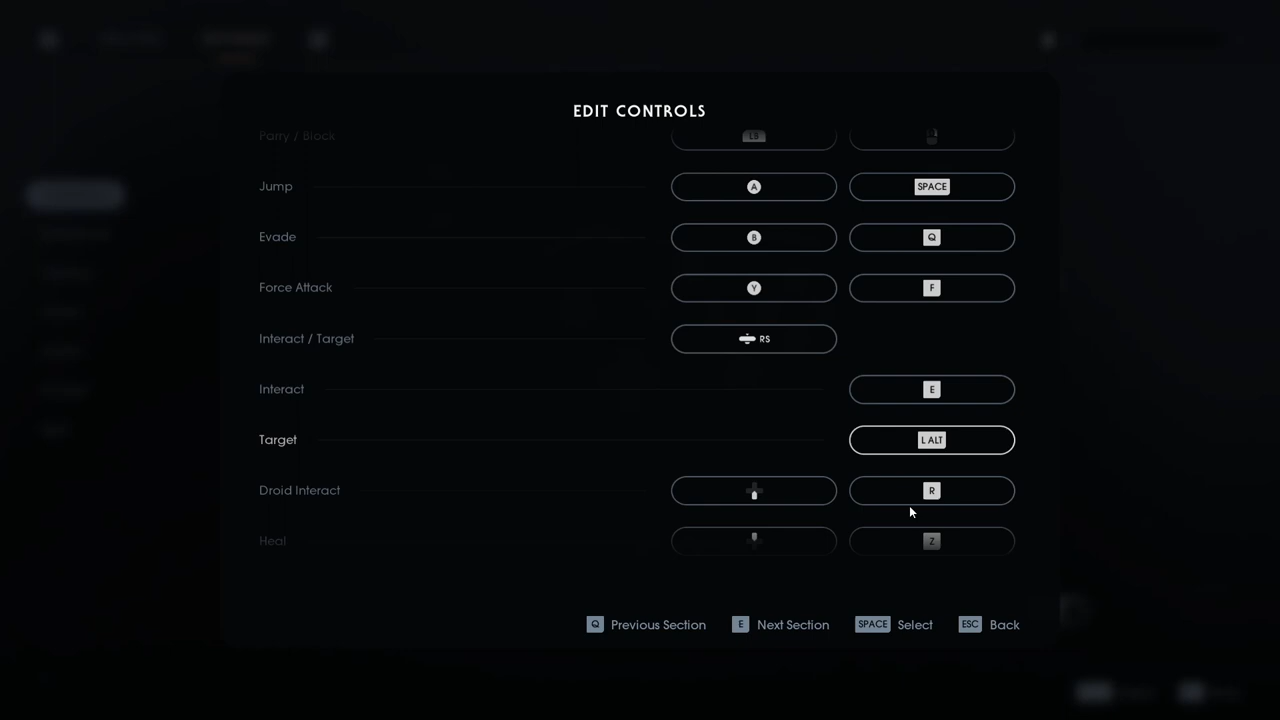 EDIT CONTROLS
Parry / Block LB
Jump A SPACE
Evade B Q
Force Attack Y F
Interact / Target RS
Interact E
Target L ALT
Droid Interact R
Heal Z
Q Previous Section E Next Section SPACE Select ESC Back